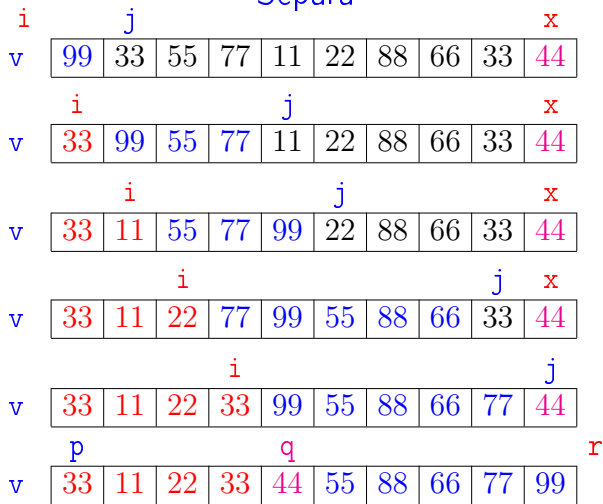 Separa
i j x
v 99 33 55 77 11 22 88 66 33 44
i j x
v 33 99 55 77 11 22 88 66 33 44
i j x
v 33 11 55 77 99 22 88 66 33 44
i j x
v 33 11 22 77 99 55 88 66 33 44
i j
v 33 11 22 33 99 55 88 66 77 44
p q r
v 33 11 22 33 44 55 88 66 77 99